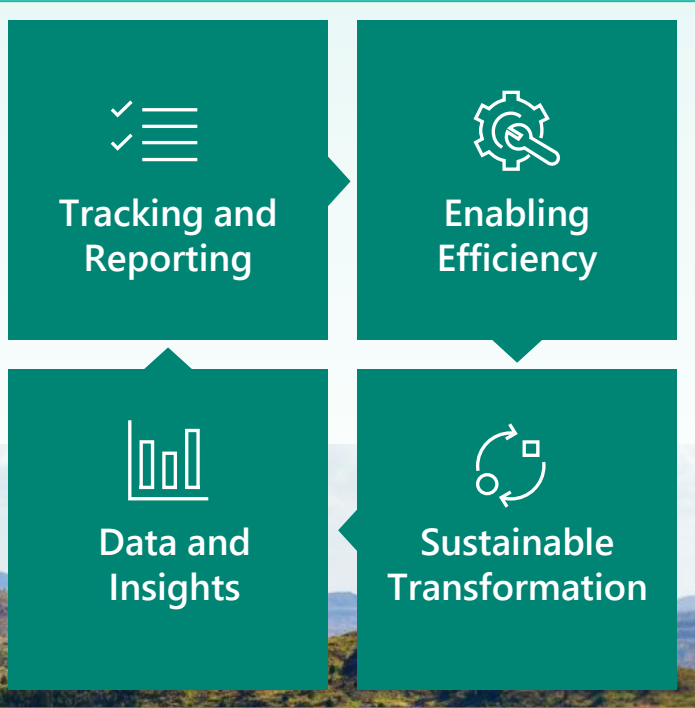 Tracking and
Reporting
Enabling
Efficiency
Data and
Insights
Sustainable
Transformation